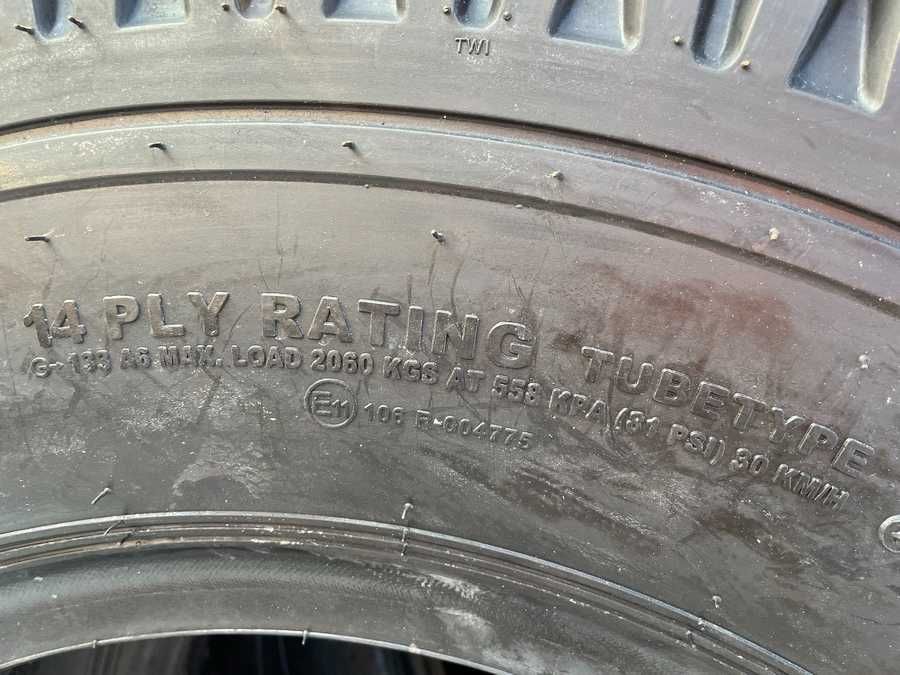 TWI
14 PLY RATING TUBETYPE
G-133 A6 MAX. LOAD 2060 KGS AT 558 KPA (81 PSI) 30 KM/H
E11 106 R-004775